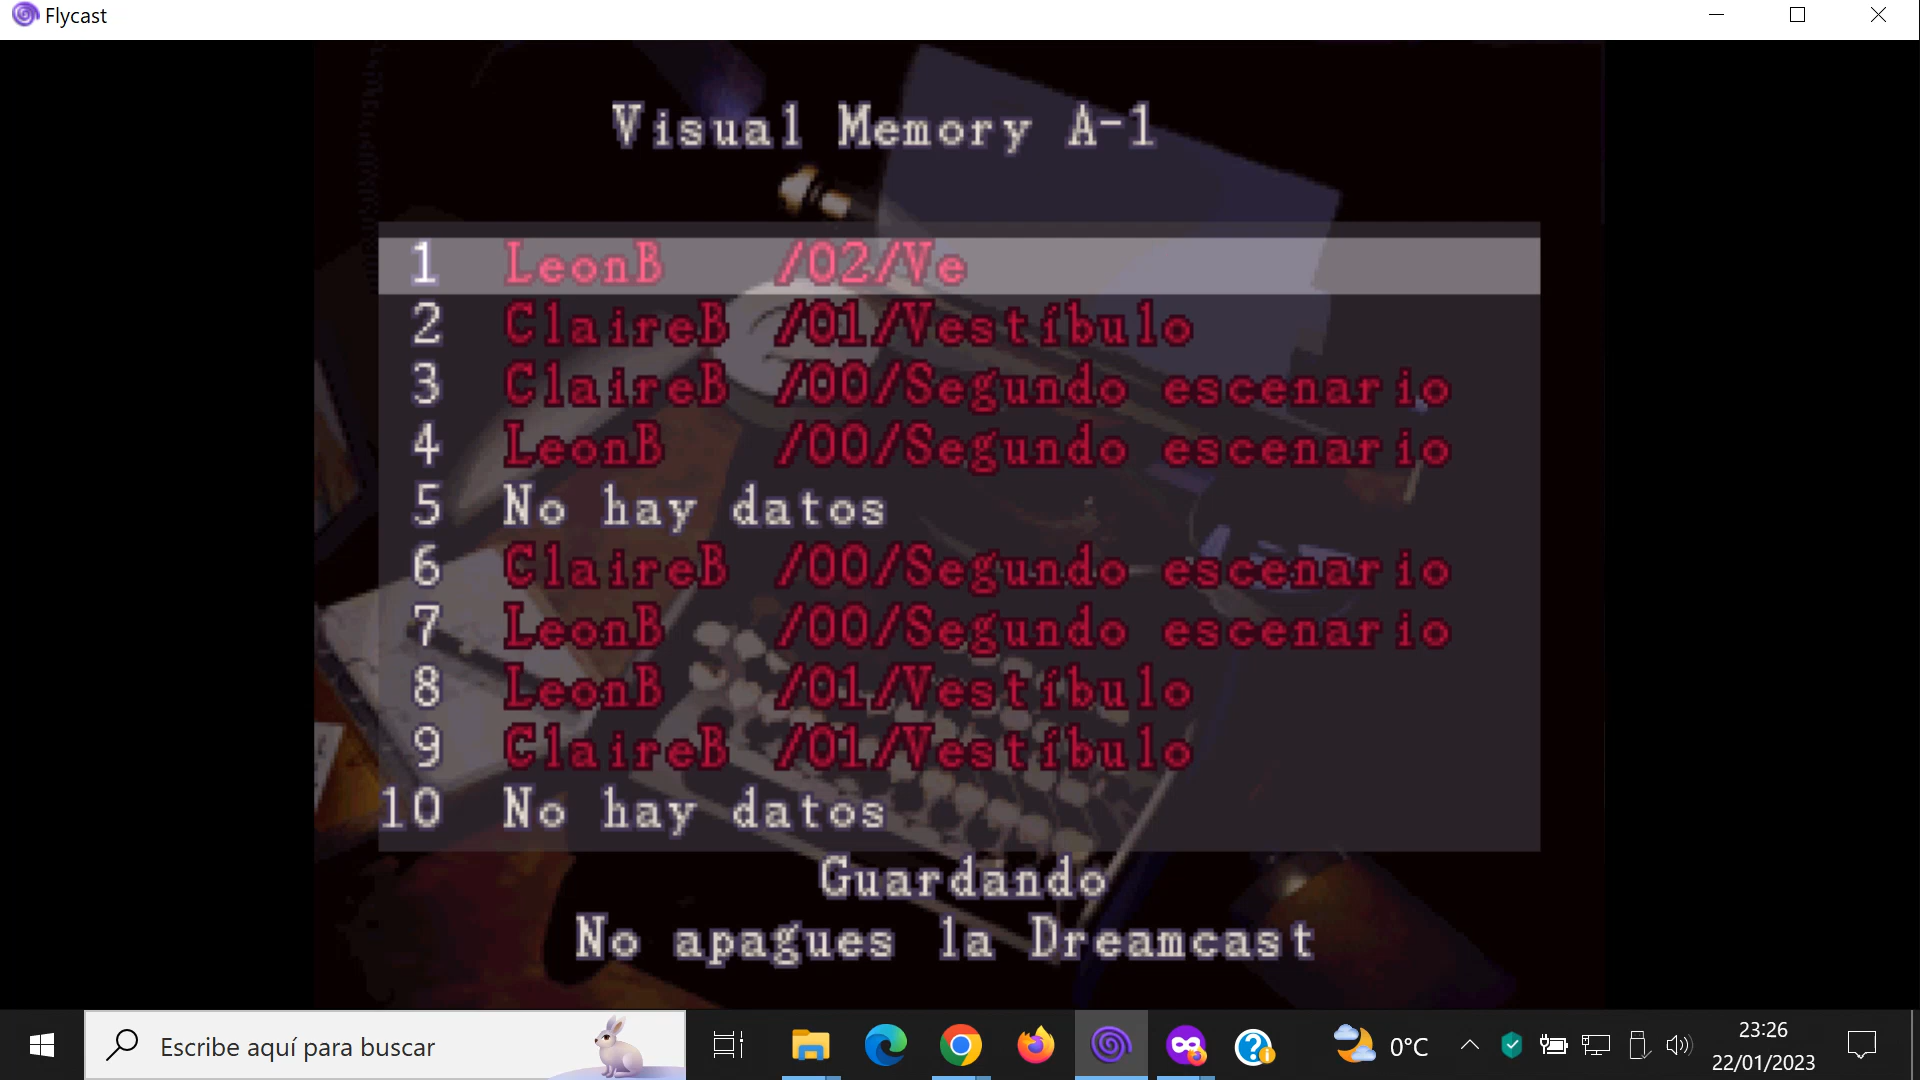 Flycast
Visual Memory A-1
1 LeonB /02/Ve
2 ClaireB /01/Vestíbulo
3 ClaireB /00/Segundo escenario
4 LeonB /00/Segundo escenario
5 No hay datos
6 ClaireB /00/Segundo escenario
7 LeonB /00/Segundo escenario
8 LeonB /01/Vestíbulo
9 ClaireB /01/Vestíbulo
10 No hay datos
Guardando
No apagues la Dreamcast
Escribe aquí para buscar
0°C
23:26
22/01/2023